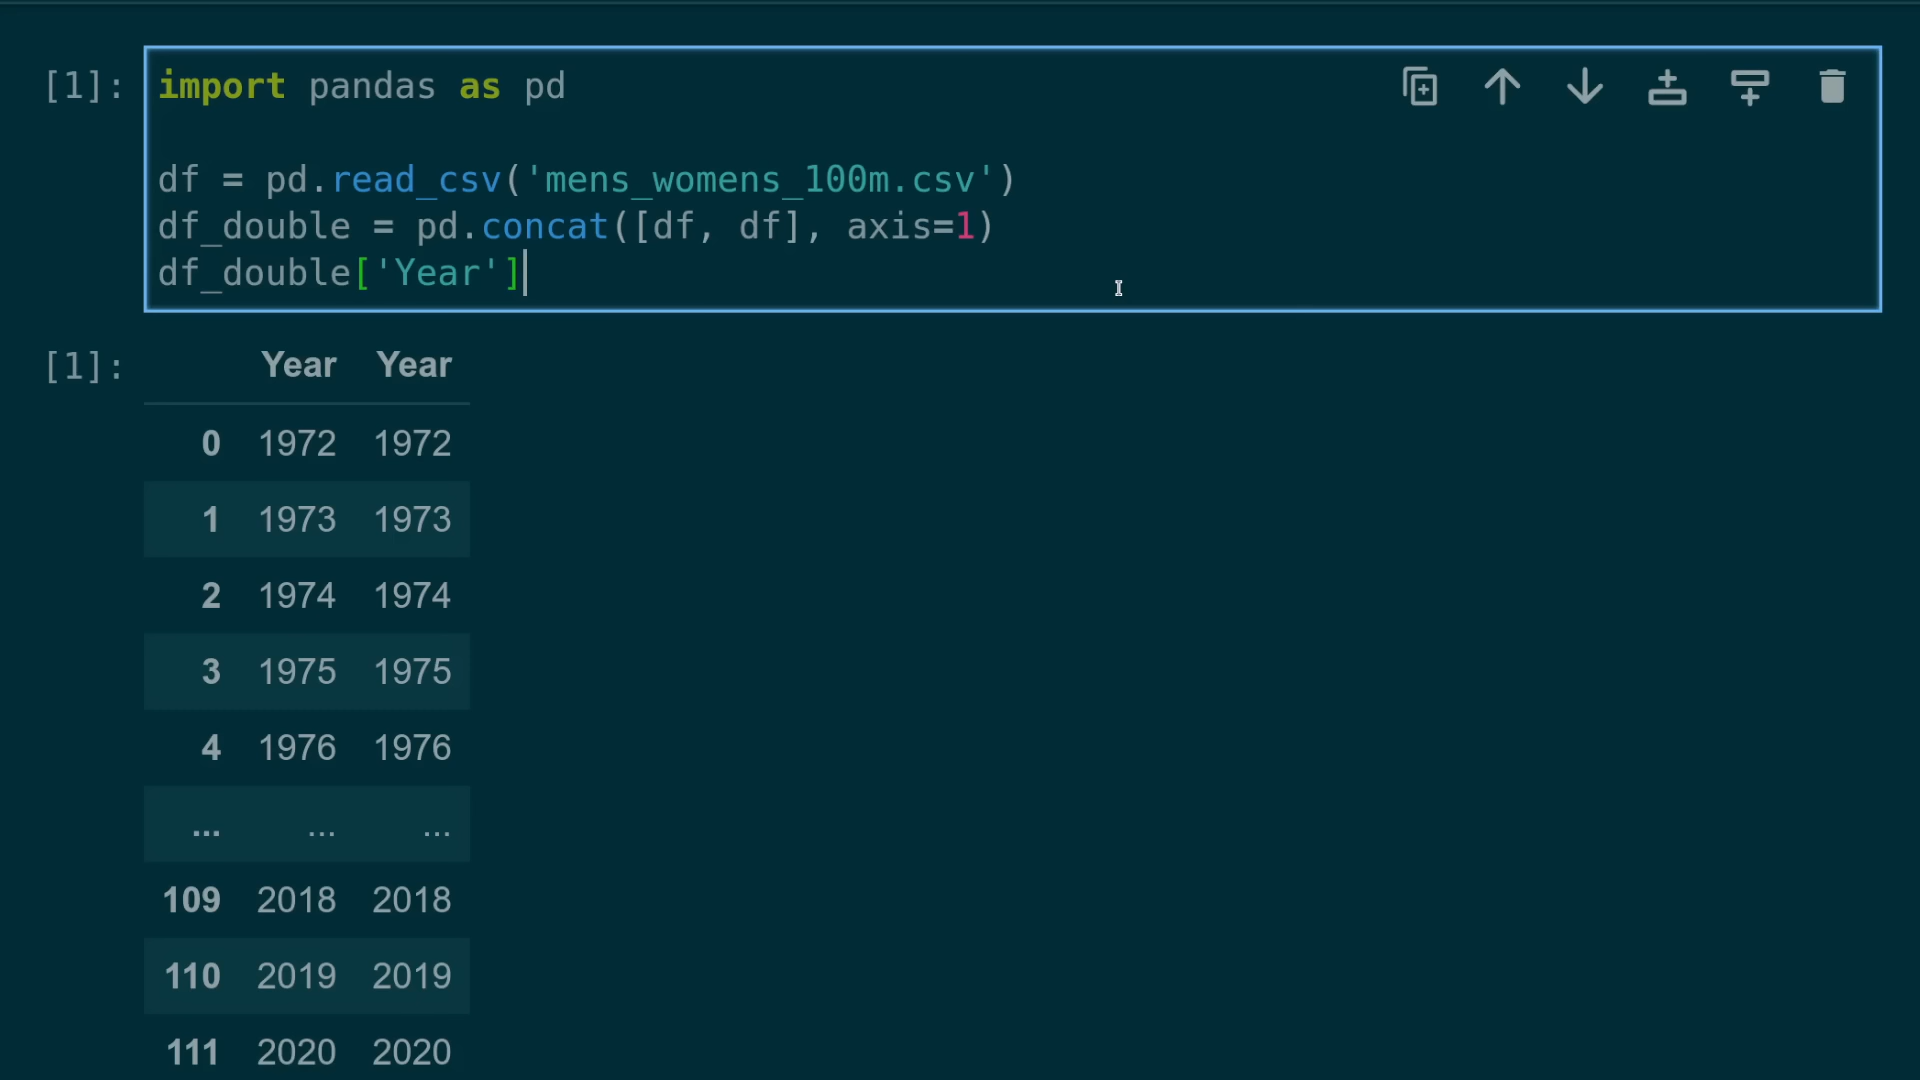 [1]: import pandas as pd
df = pd.read_csv('mens_womens_100m.csv')
df_double = pd.concat([df, df], axis=1)
df_double['Year']
[1]: Year Year
0 1972 1972
1 1973 1973
2 1974 1974
3 1975 1975
4 1976 1976
... ... ...
109 2018 2018
110 2019 2019
111 2020 2020